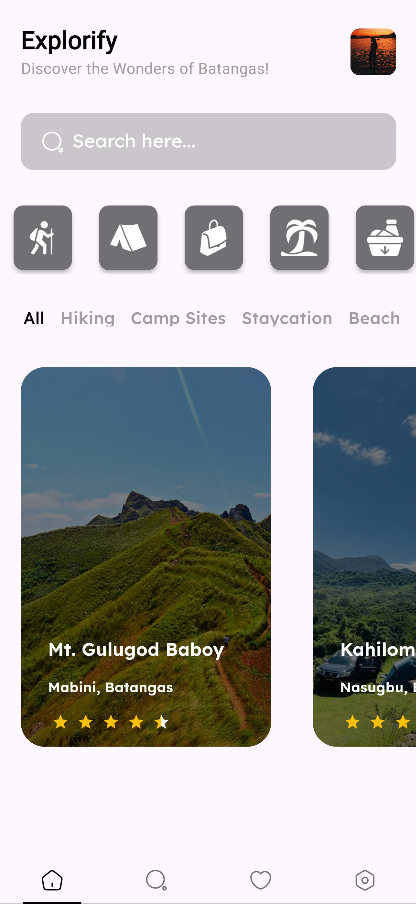 Explorify
Discover the Wonders of Batangas!
Search here...
All Hiking Camp Sites Staycation Beach
Mt. Gulugod Baboy
Mabini, Batangas
Kahilom
Nasugbu,